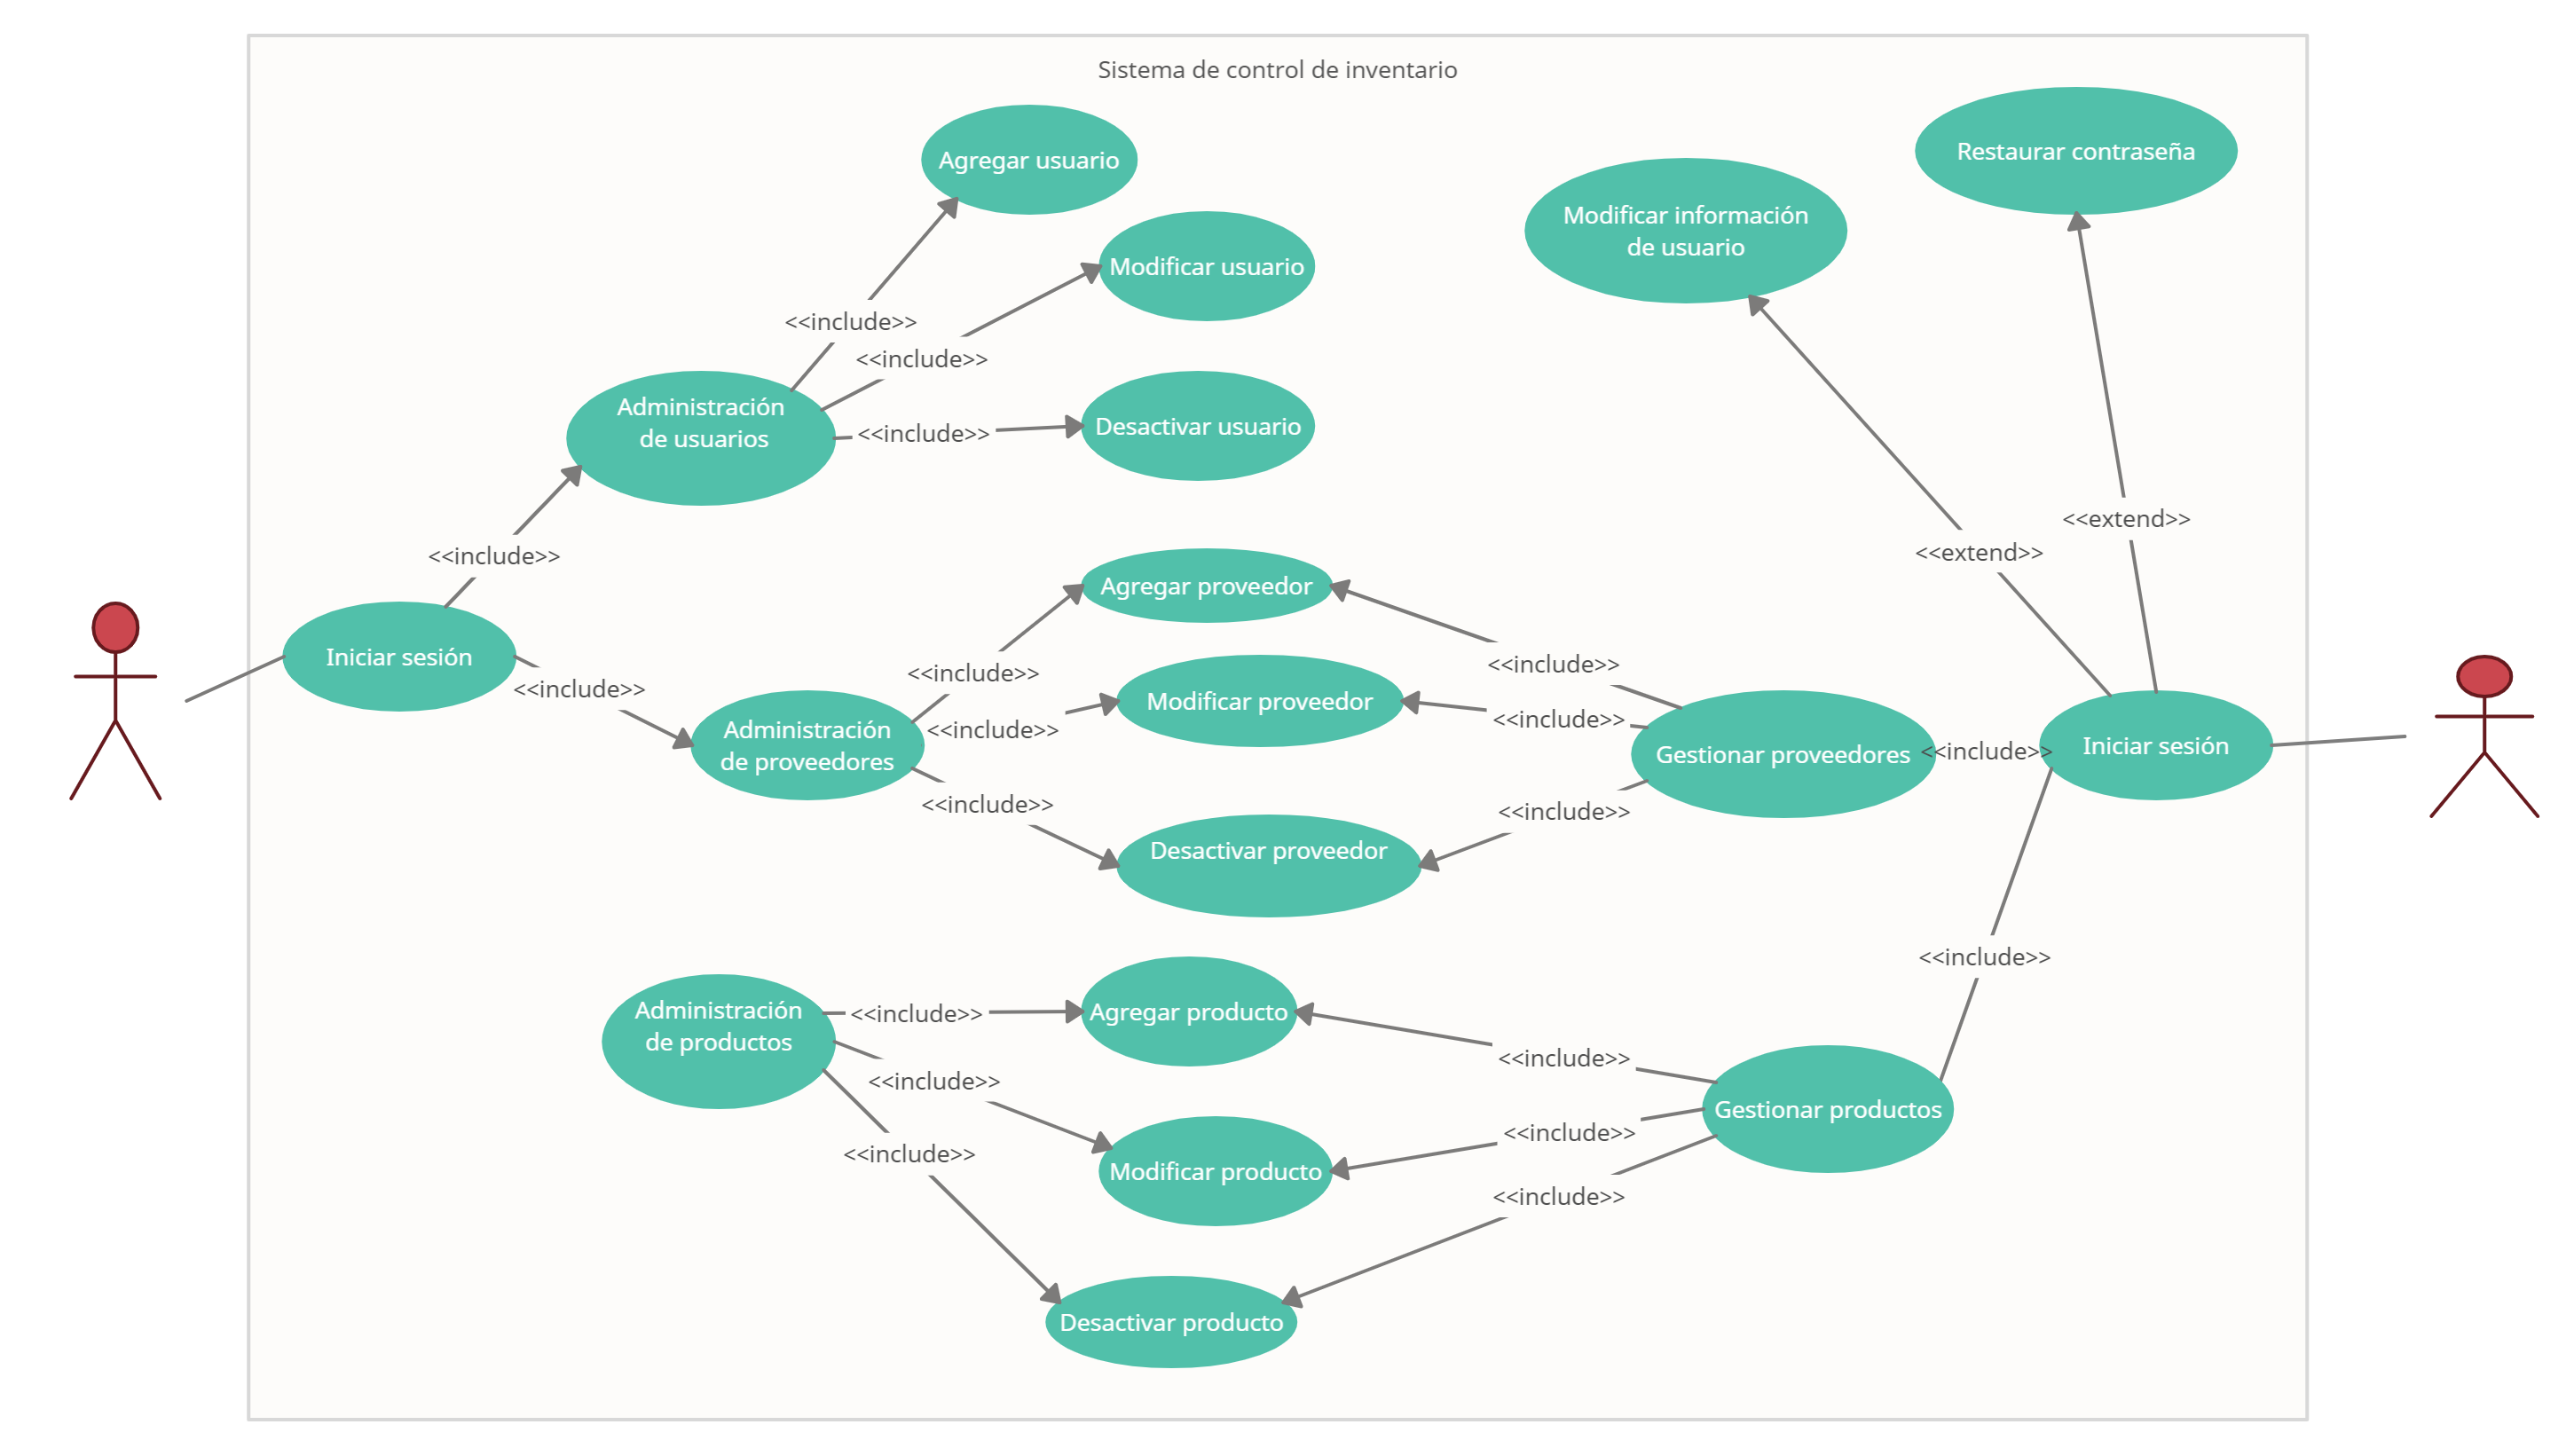 Sistema de control de inventario
Agregar usuario
Restaurar contraseña
Modificar información
de usuario
Modificar usuario
<<include>>
<<include>>
Administración
de usuarios
<<include>>
Desactivar usuario
<<extend>>
<<extend>>
<<include>>
Agregar proveedor
Iniciar sesión
<<include>>
<<include>>
<<include>>
Modificar proveedor
<<include>>
<<include>>
Administración
de proveedores
Gestionar proveedores
<<include>>
Iniciar sesión
<<include>>
<<include>>
Desactivar proveedor
<<include>>
Administración
de productos
<<include>>
Agregar producto
<<include>>
<<include>>
Gestionar productos
<<include>>
<<include>>
Modificar producto
<<include>>
Desactivar producto